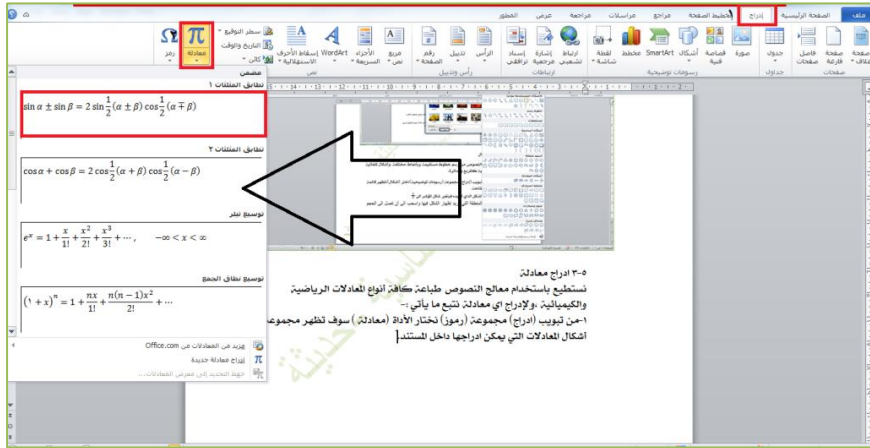 ملف
الصفحة الرئيسية
إدراج
تخطيط الصفحة
مراجع
مراسلات
مراجعة
عرض
المطور
صفحة فارغة
فاصل صفحات
جدول
صورة
قصاصة فنية
أشكال
SmartArt
مخطط
لقطة شاشة
ارتباط تشعبي
إشارة مرجعية
إسناد ترافقي
الرأس
تذييل
رقم الصفحة
مربع نص
الأجزاء السريعة
WordArt
إسقاط الأحرف الاستهلالية
سطر التوقيع
التاريخ والوقت
كائن
معادلة
رمز
صفحات
جداول
رسومات توضيحية
ارتباطات
رأس وتذييل
نص
مضمن
تطابق المثلثات ١
sin α ± sin β = 2 sin 1/2 (α ± β) cos 1/2 (α ∓ β)
تطابق المثلثات ٢
cos α + cos β = 2 cos 1/2 (α + β) cos 1/2 (α − β)
توسيع تيلر
e^x = 1 + x/1! + x^2/2! + x^3/3! + ⋯ , −∞ < x < ∞
توسيع نطاق الجمع
(١ + x)^n = 1 + nx/1! + n(n − 1)x^2/2! + ⋯
مزيد من المعادلات من Office.com
إدراج معادلة جديدة
حفظ التحديد إلى معرض المعادلات...
٥-٣ ادراج معادلة
نستطيع باستخدام معالج النصوص طباعة كافة أنواع المعادلات الرياضية
والكيميائية ,ولإدراج اي معادلة نتبع ما يأتي :-
١-من تبويب (ادراج) مجموعة (رموز) نختار الأداة (معادلة ) سوف تظهر مجموعة
أشكال المعادلات التي يمكن ادراجها داخل المستند